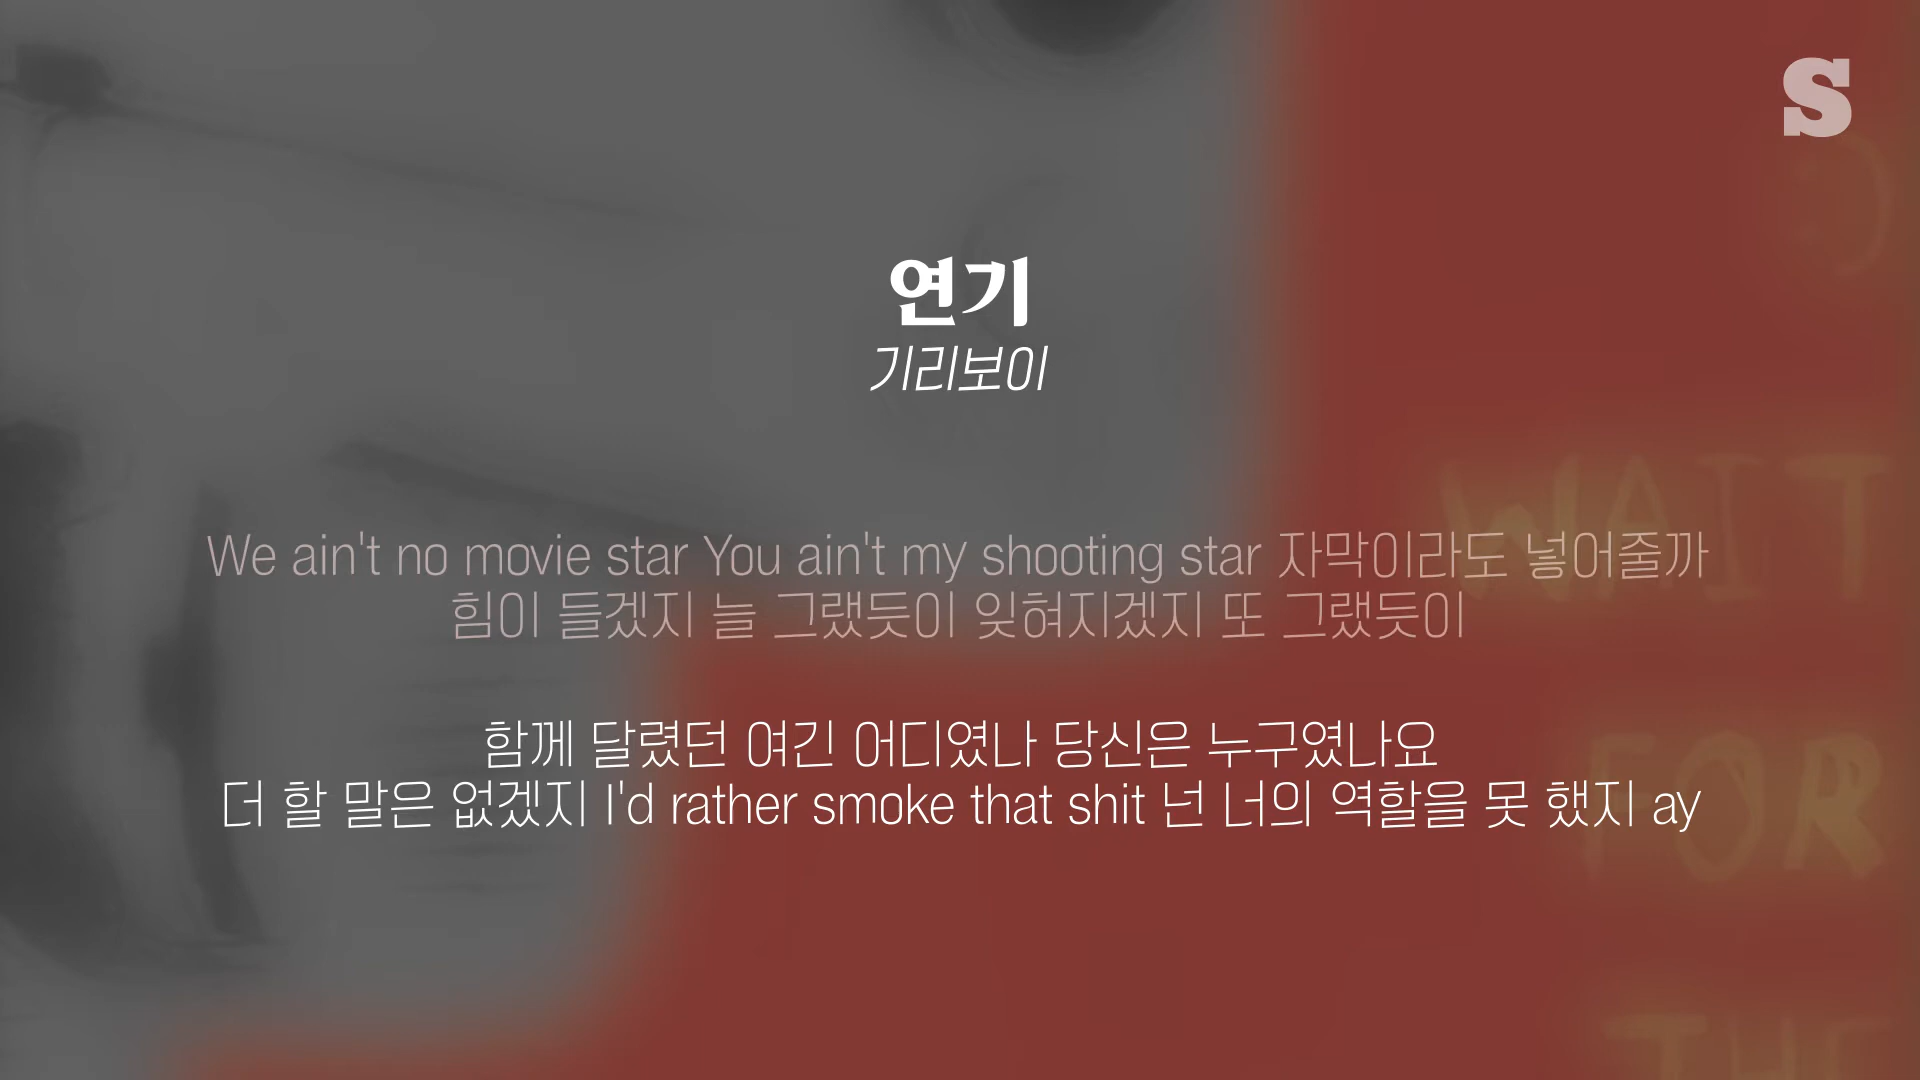 S
연기
기리보이
WAIT
We ain't no movie star You ain't my shooting star 자막이라도 넣어줄까
힘이 들겠지 늘 그랬듯이 잊혀지겠지 또 그랬듯이
함께 달렸던 여긴 어디였나 당신은 누구였나요
FOR
더 할 말은 없겠지 I'd rather smoke that shit 넌 너의 역할을 못 했지 ay
THE